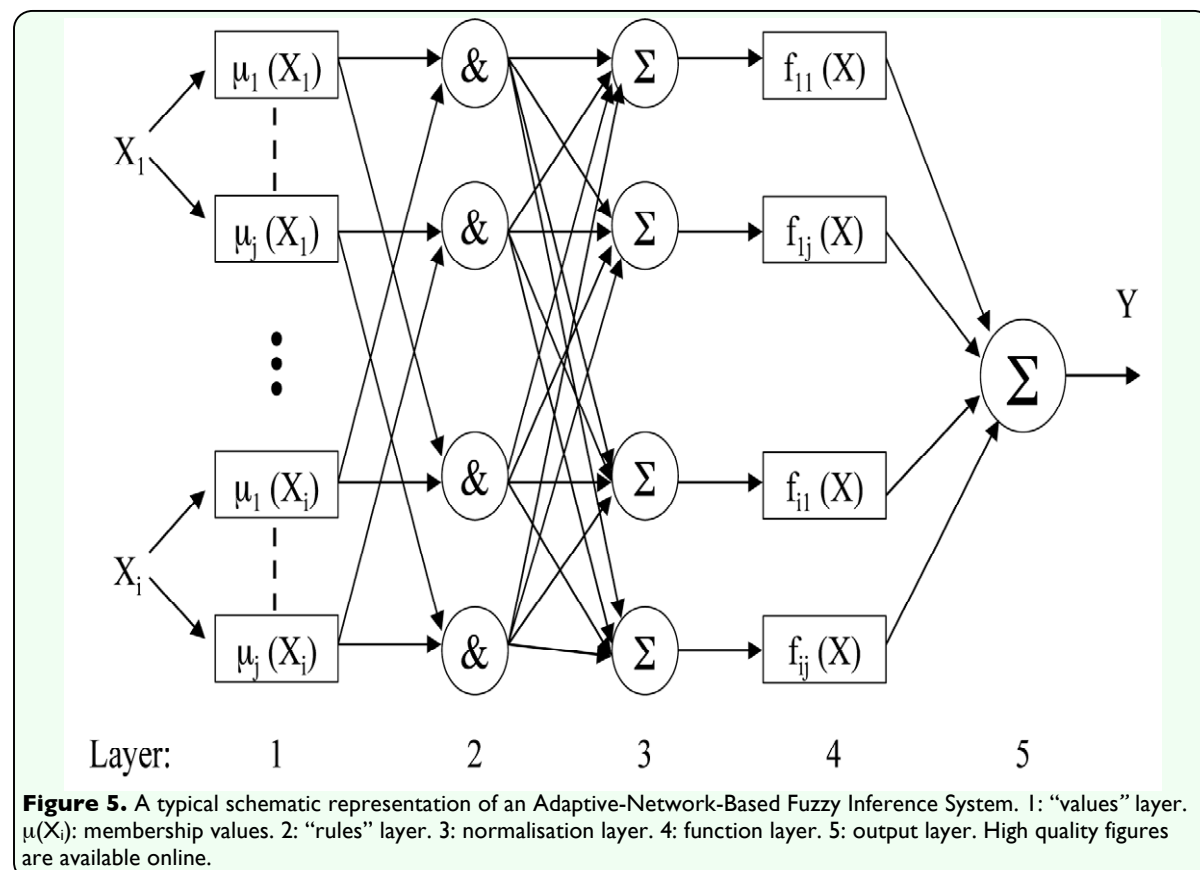 μ₁ (X₁) & Σ f₁₁ (X)
X₁
μⱼ (X₁) & Σ f₁ⱼ (X)
Y
Σ
μ₁ (Xᵢ) & Σ fᵢ₁ (X)
Xᵢ
μⱼ (Xᵢ) & Σ fᵢⱼ (X)
Layer: 1 2 3 4 5
Figure 5. A typical schematic representation of an Adaptive-Network-Based Fuzzy Inference System. 1: “values” layer.
μ(Xᵢ): membership values. 2: “rules” layer. 3: normalisation layer. 4: function layer. 5: output layer. High quality figures
are available online.